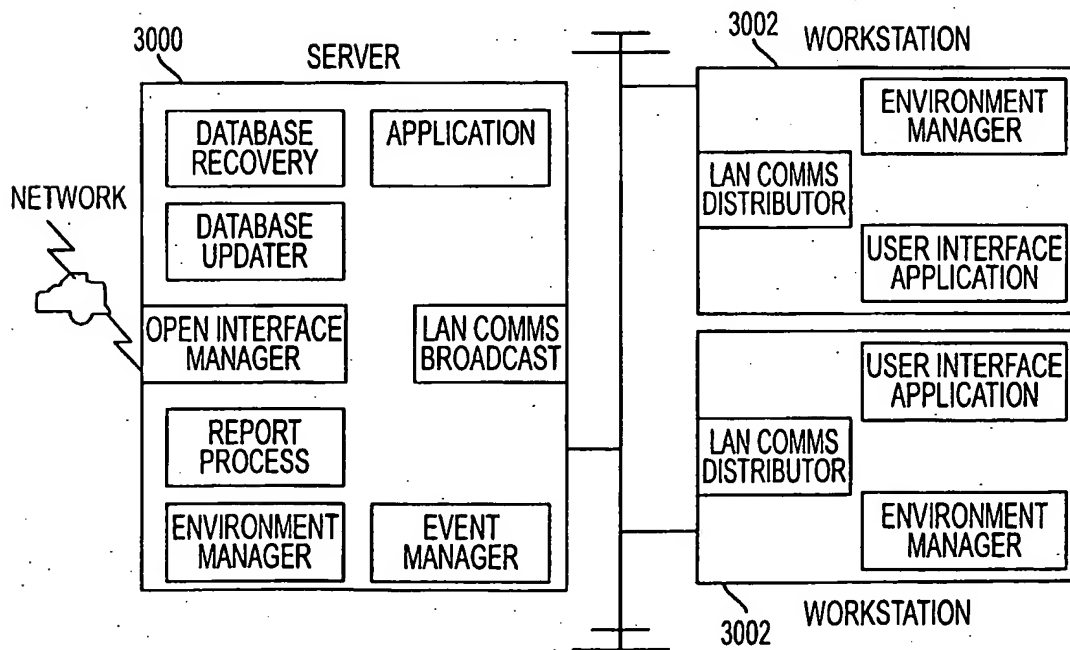 3000
SERVER
DATABASE
RECOVERY
APPLICATION
NETWORK
DATABASE
UPDATER
OPEN INTERFACE
MANAGER
LAN COMMS
BROADCAST
REPORT
PROCESS
ENVIRONMENT
MANAGER
EVENT
MANAGER
3002
WORKSTATION
ENVIRONMENT
MANAGER
LAN COMMS
DISTRIBUTOR
USER INTERFACE
APPLICATION
USER INTERFACE
APPLICATION
LAN COMMS
DISTRIBUTOR
ENVIRONMENT
MANAGER
3002
WORKSTATION